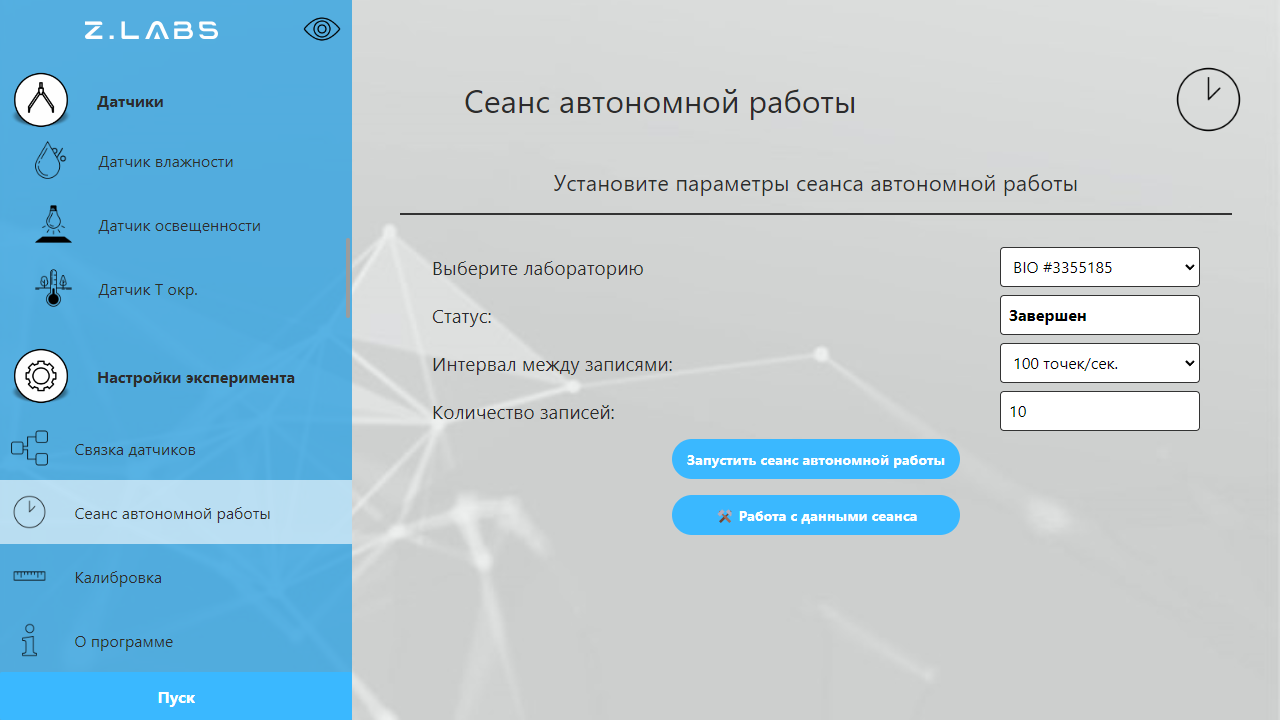 Z.LABS
Датчики
Датчик влажности
Датчик освещенности
Датчик Т окр.
Настройки эксперимента
Связка датчиков
Сеанс автономной работы
Калибровка
О программе
Пуск
Сеанс автономной работы
Установите параметры сеанса автономной работы
Выберите лабораторию
BIO #3355185
Статус:
Завершен
Интервал между записями:
100 точек/сек.
Количество записей:
10
Запустить сеанс автономной работы
🛠 Работа с данными сеанса